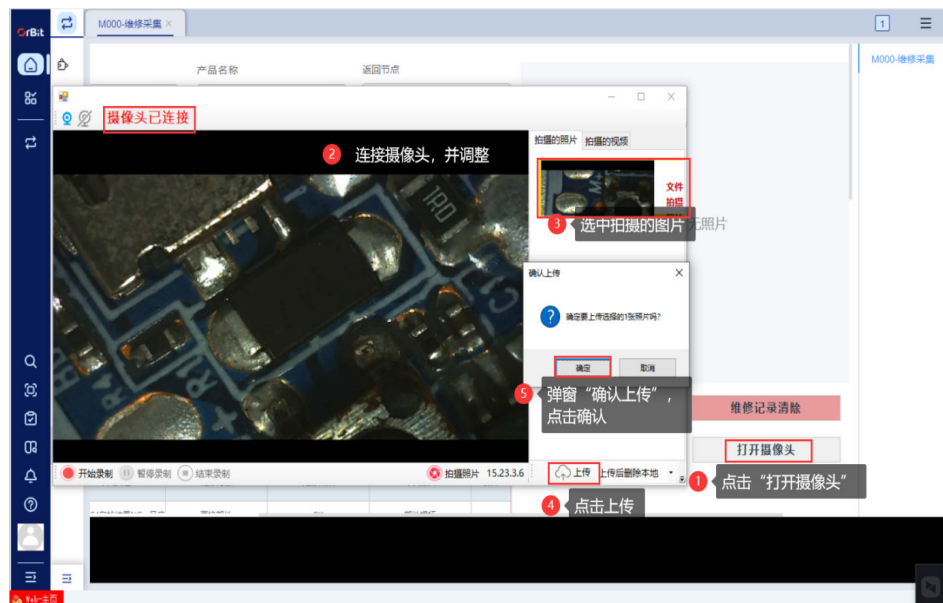 OrBit
M000-维修采集 ×
1
M000-维修采集
产品名称
返回节点
摄像头已连接
拍摄的照片
拍摄的视频
2 连接摄像头，并调整
1R0
文件
拍摄
3 选中拍摄的图片
无照片
确认上传
确定要上传选择的1张照片吗?
确定
取消
5 弹窗“确认上传”，
点击确认
R4
维修记录清除
打开摄像头
开始录制
暂停录制
结束录制
拍摄照片
15.23.3.6
上传
上传后删除本地
1 点击“打开摄像头”
4 点击上传
Web-主页